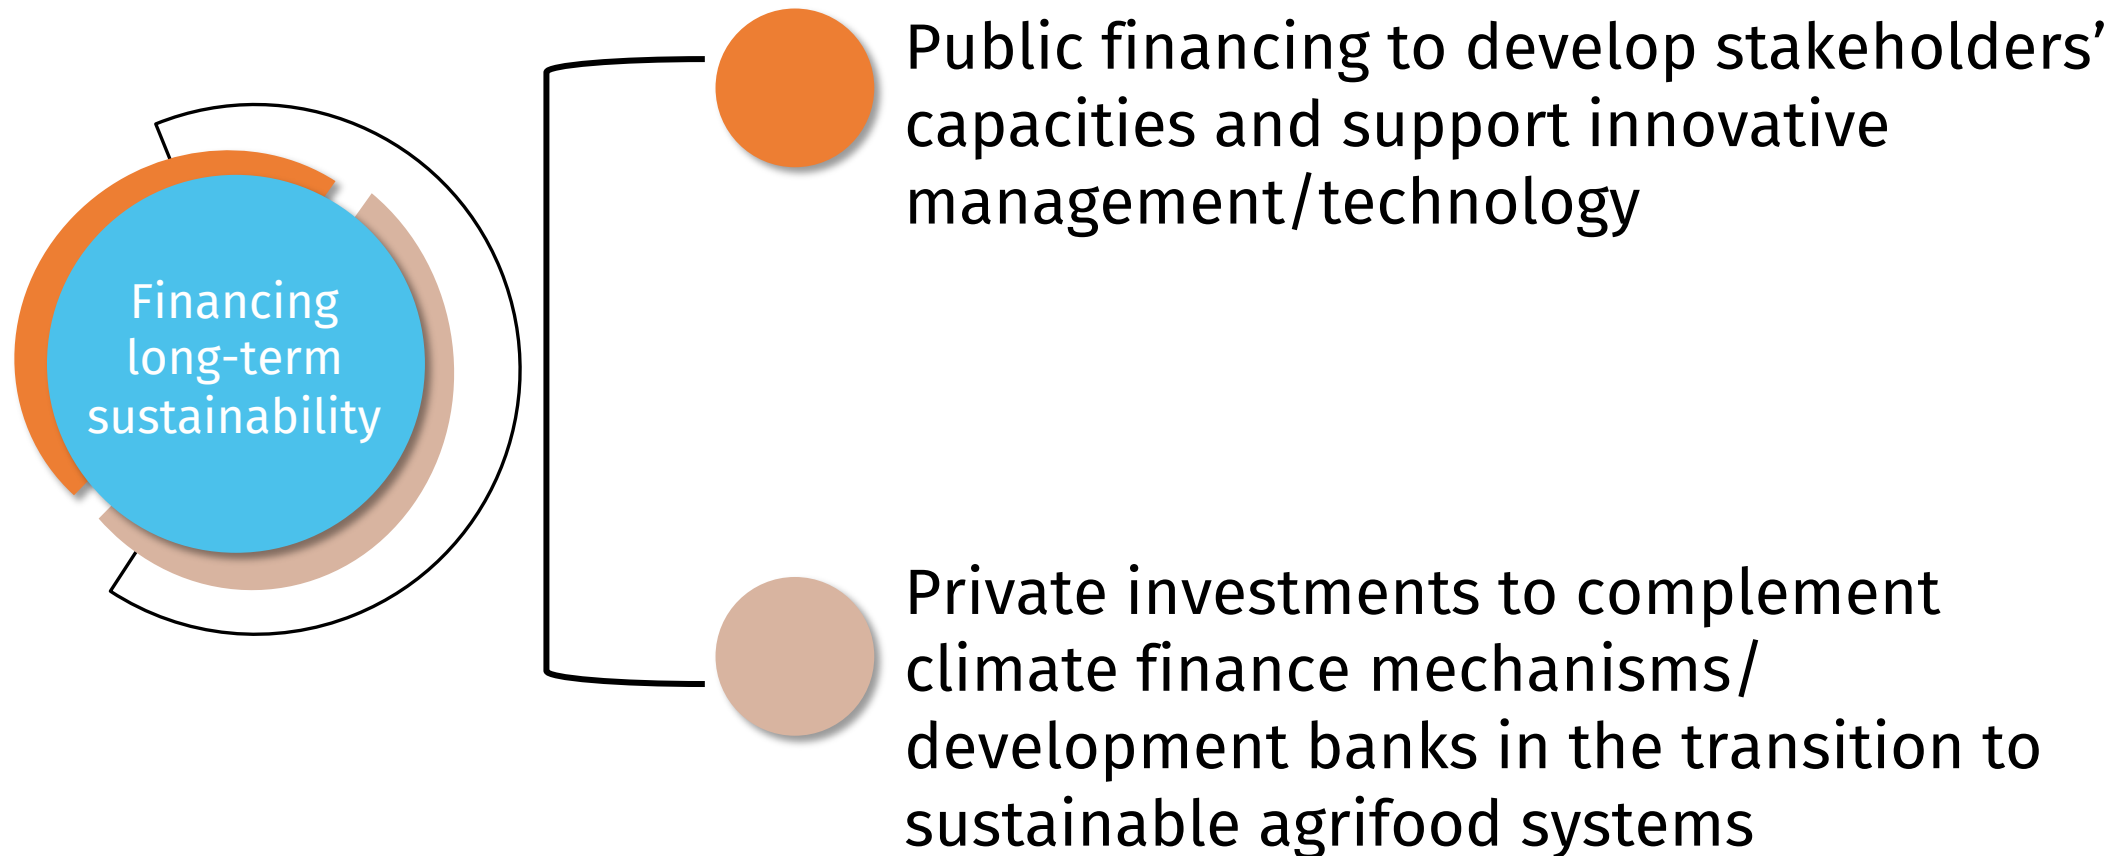 Financing
long-term
sustainability
Public financing to develop stakeholders’
capacities and support innovative
management/technology
Private investments to complement
climate finance mechanisms/
development banks in the transition to
sustainable agrifood systems